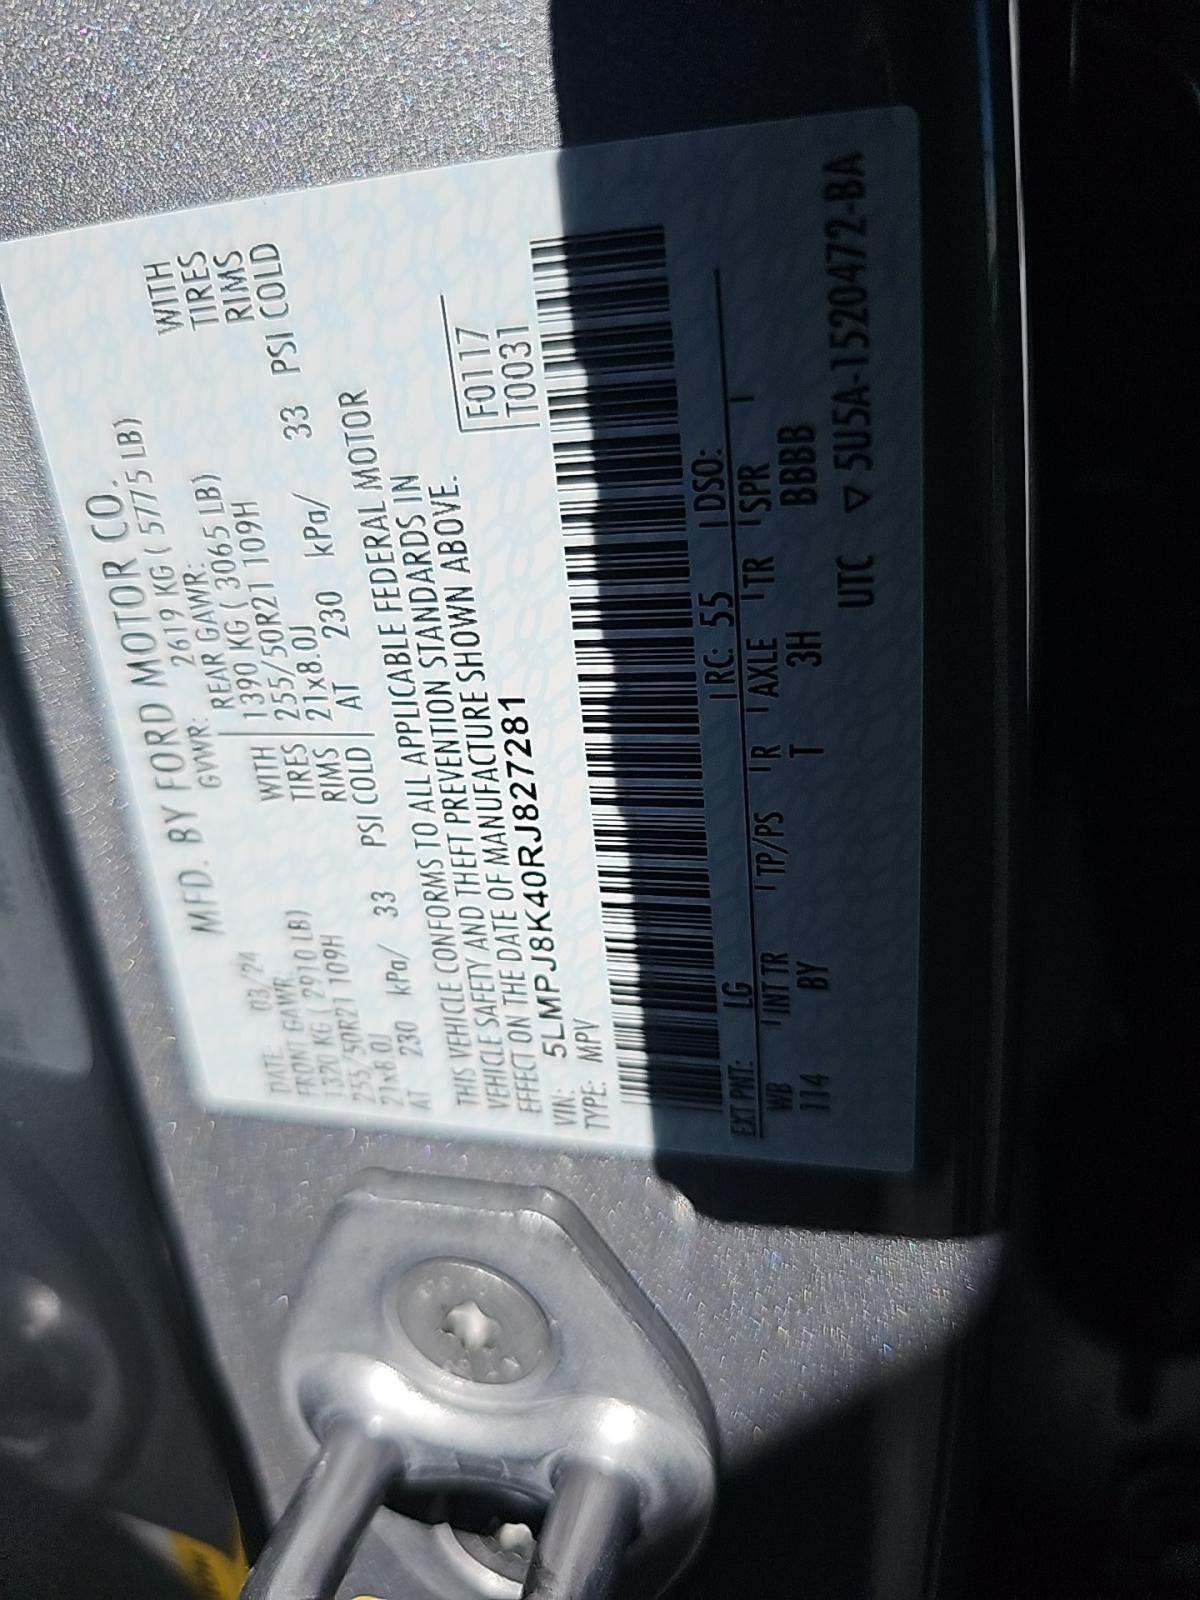 MFD. BY FORD MOTOR CO.
DATE: 03/24 GVWR: 2619 KG ( 5775 LB)
FRONT GAWR: REAR GAWR:
1320 KG ( 2910 LB) WITH 1390 KG ( 3065 LB) WITH
255/50R21 109H TIRES 255/50R21 109H TIRES
21x8.0J RIMS 21x8.0J RIMS
AT 230 kPa/ 33 PSI COLD AT 230 kPa/ 33 PSI COLD
THIS VEHICLE CONFORMS TO ALL APPLICABLE FEDERAL MOTOR
VEHICLE SAFETY AND THEFT PREVENTION STANDARDS IN
EFFECT ON THE DATE OF MANUFACTURE SHOWN ABOVE.
F0117
VIN: 5LMPJ8K40RJ827281 T0031
TYPE: MPV
EXT PNT: LG RC: 55 DSO:
WB INT TR TP/PS R AXLE TR SPR
114 BY T 3H BBBB
UTC ▽ 5U5A-1520472-BA